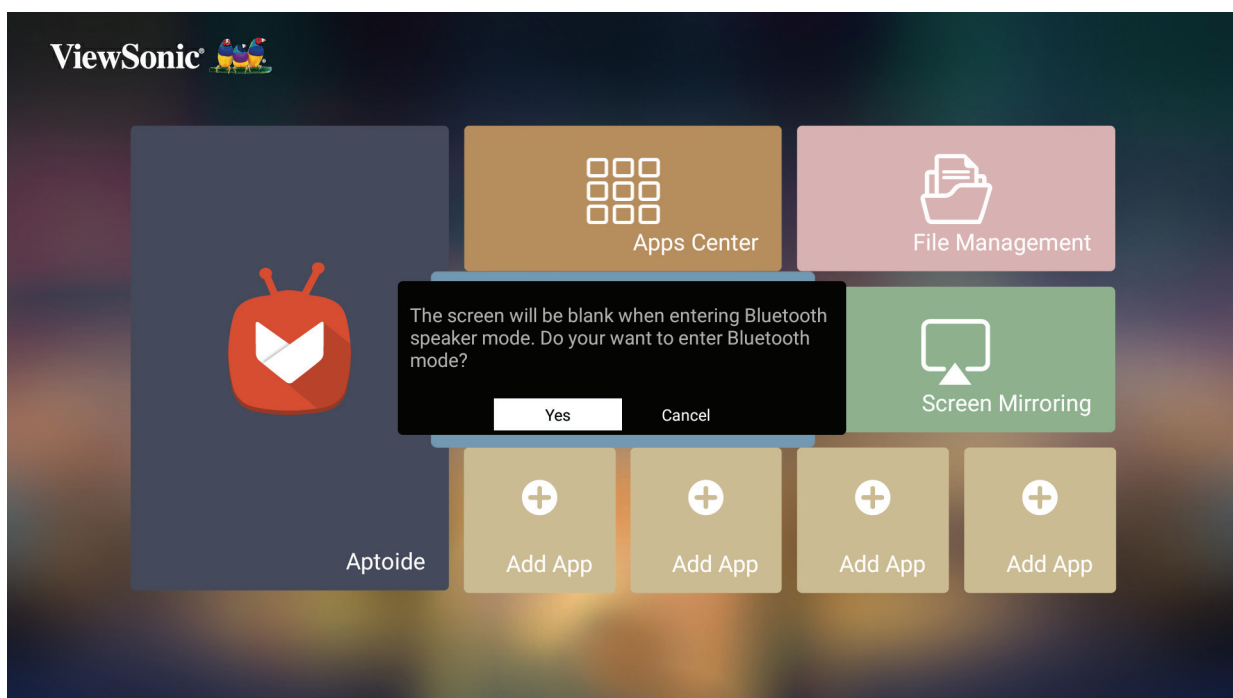 ViewSonic®
Apps Center
File Management
The screen will be blank when entering Bluetooth
speaker mode. Do your want to enter Bluetooth
mode?
Yes
Cancel
Screen Mirroring
Aptoide
Add App
Add App
Add App
Add App